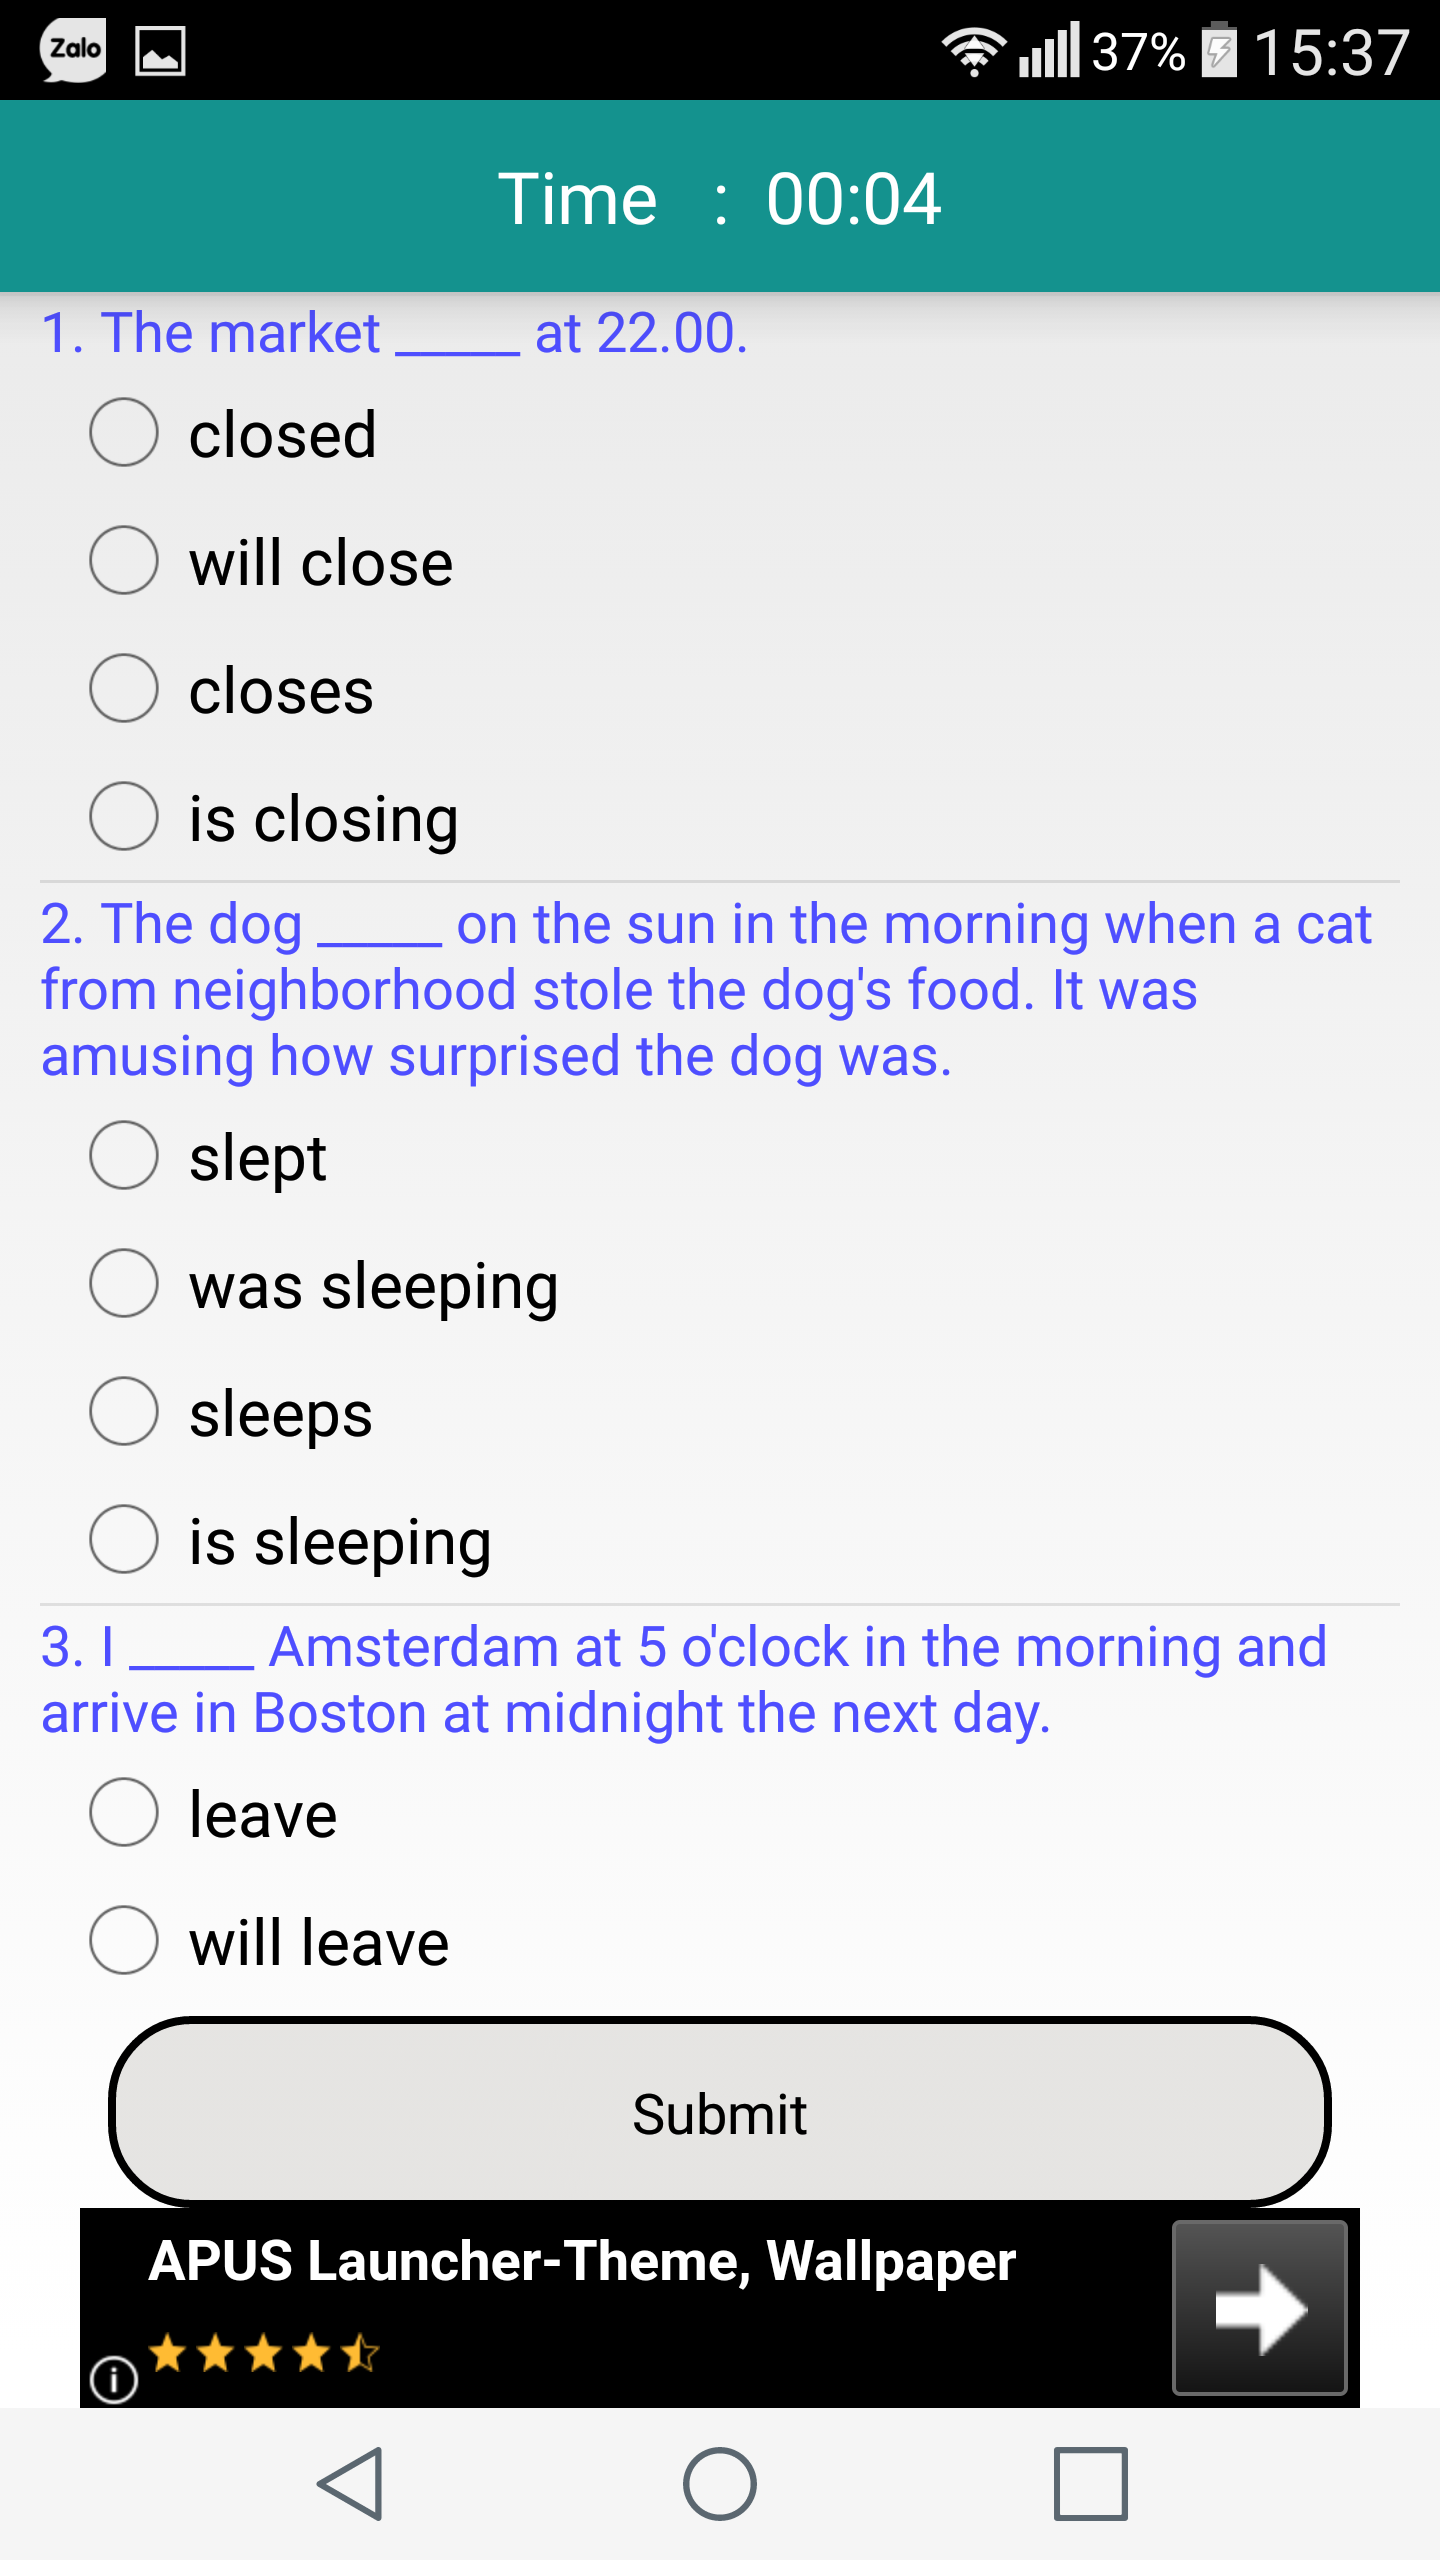 Zalo 37% 15:37
Time : 00:04
1. The market _____ at 22.00.
closed
will close
closes
is closing
2. The dog _____ on the sun in the morning when a cat
from neighborhood stole the dog's food. It was
amusing how surprised the dog was.
slept
was sleeping
sleeps
is sleeping
3. I _____ Amsterdam at 5 o'clock in the morning and
arrive in Boston at midnight the next day.
leave
will leave
Submit
APUS Launcher-Theme, Wallpaper